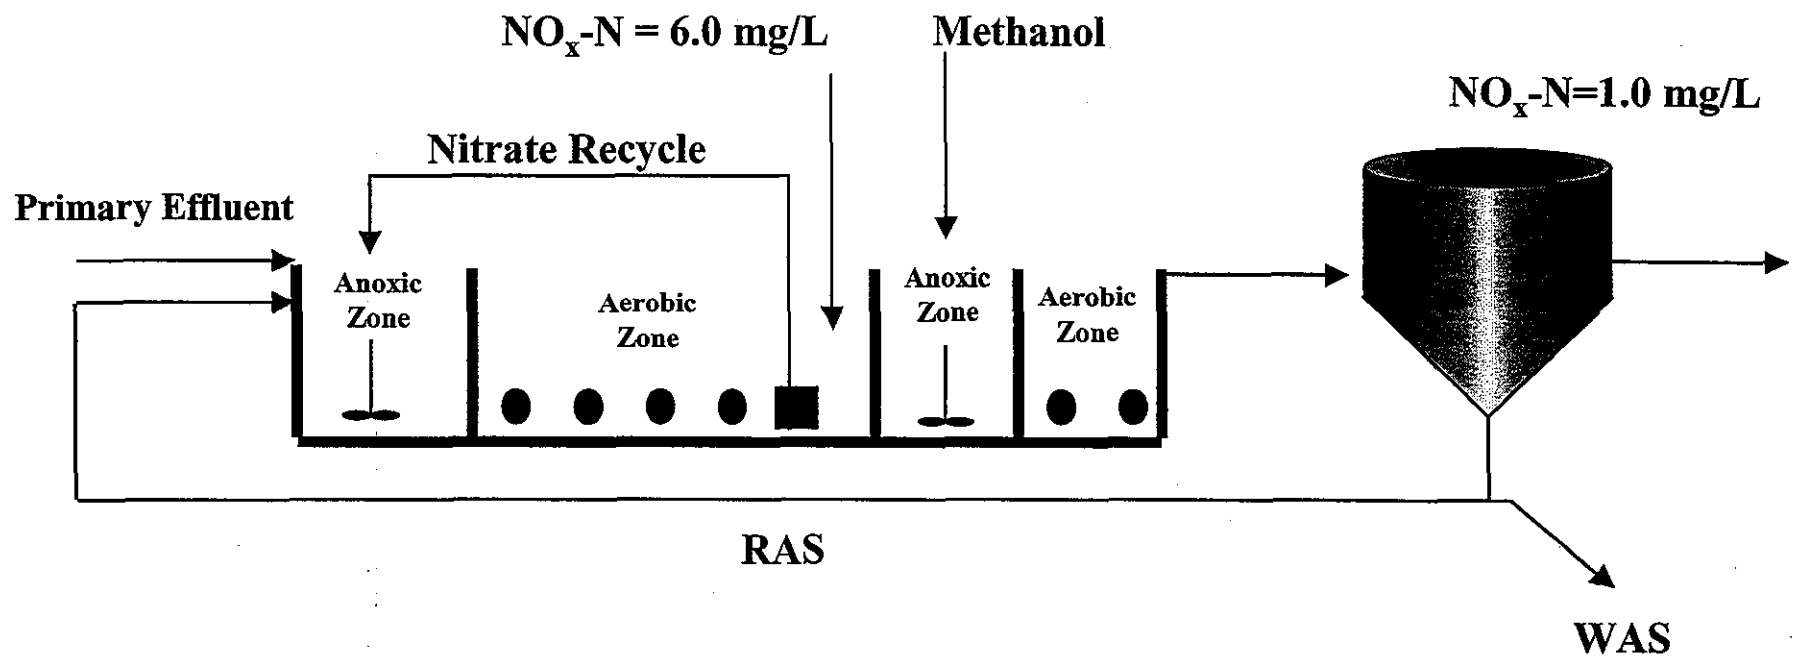 NOx-N = 6.0 mg/L
Methanol
NOx-N=1.0 mg/L
Nitrate Recycle
Primary Effluent
Anoxic
Zone
Aerobic
Zone
Anoxic
Zone
Aerobic
Zone
RAS
WAS